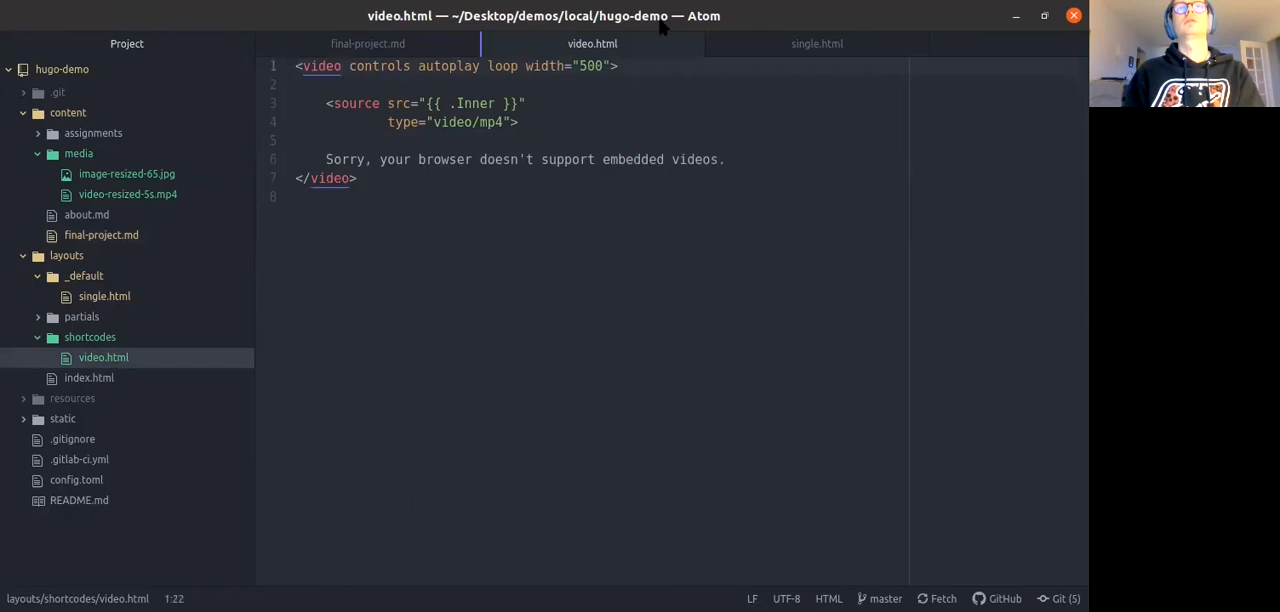 video.html — ~/Desktop/demos/local/hugo-demo — Atom
Project
final-project.md
video.html
single.html
hugo-demo
.git
content
assignments
media
image-resized-65.jpg
video-resized-5s.mp4
about.md
final-project.md
layouts
_default
single.html
partials
shortcodes
video.html
index.html
resources
static
.gitignore
.gitlab-ci.yml
config.toml
README.md
1 <video controls autoplay loop width="500">
2
3 <source src="{{ .Inner }}"
4 type="video/mp4">
5
6 Sorry, your browser doesn't support embedded videos.
7 </video>
8
layouts/shortcodes/video.html 1:22
LF UTF-8 HTML master Fetch GitHub Git (5)